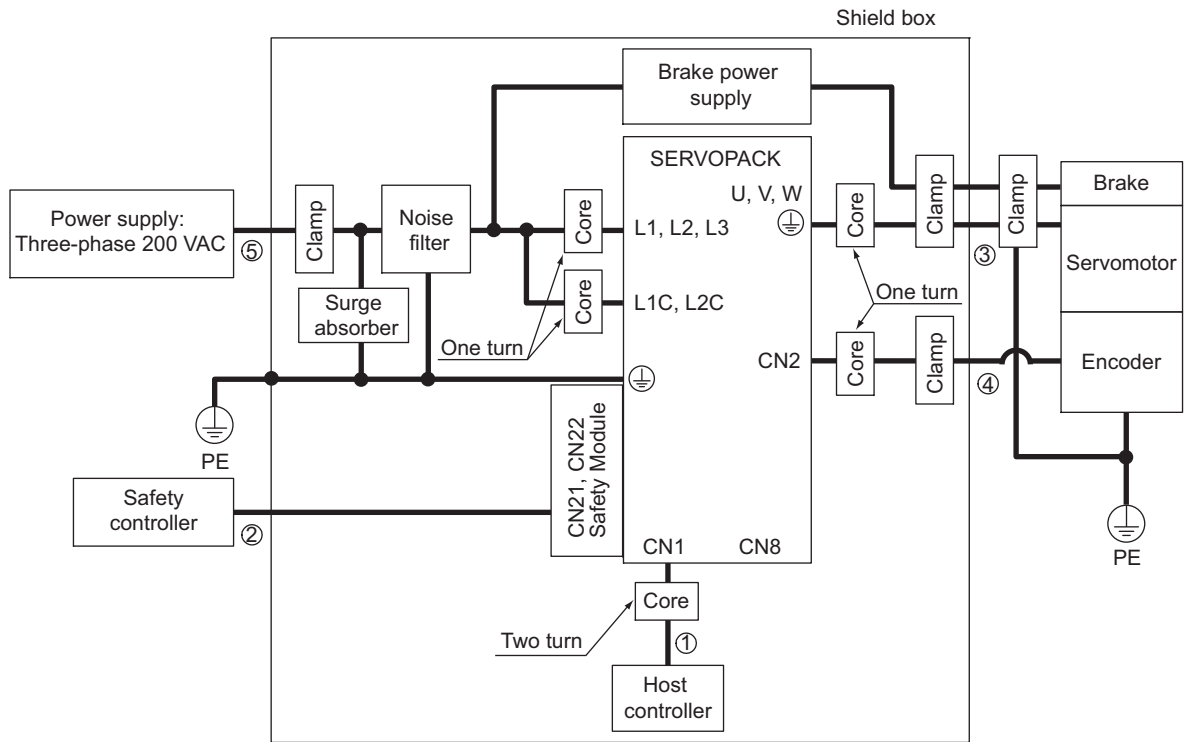 Shield box
Brake power
supply
SERVOPACK
U, V, W
Core
Clamp
Clamp
Brake
Power supply:
Three-phase 200 VAC
⑤
Clamp
Noise
filter
Core
L1, L2, L3
③
Servomotor
Surge
absorber
Core
L1C, L2C
One turn
One turn
CN2
Core
Clamp
④
Encoder
PE
CN21, CN22
Safety Module
Safety
controller
②
CN1
CN8
PE
Core
Two turn
①
Host
controller